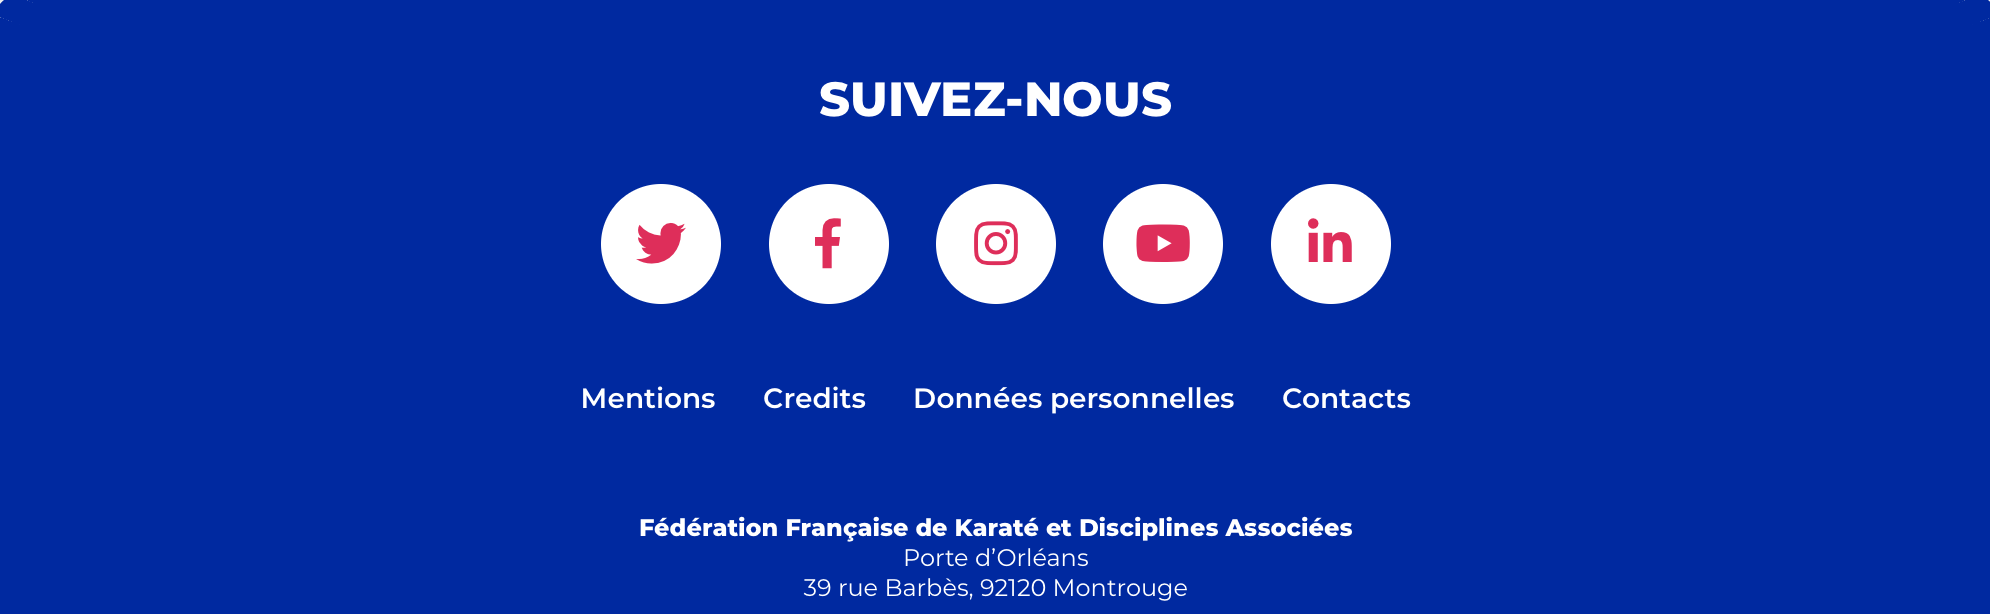 SUIVEZ-NOUS
Mentions Credits Données personnelles Contacts
Fédération Française de Karaté et Disciplines Associées
Porte d’Orléans
39 rue Barbès, 92120 Montrouge